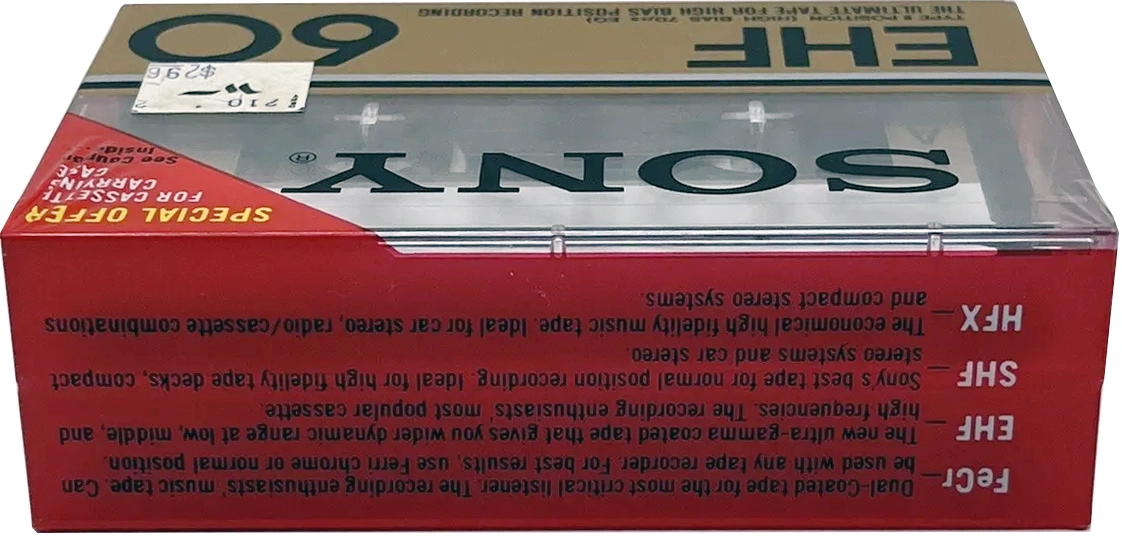 FeCr — Dual-Coated tape for the most critical listener. The recording enthusiasts' music tape. Can
be used with any tape recorder. For best results, use Ferri chrome or normal position.
EHF — The new ultra-gamma coated tape that gives you wider dynamic range at low, middle, and
high frequencies. The recording enthusiasts' most popular cassette.
SHF — Sony's best tape for normal position recording. Ideal for high fidelity tape decks, compact
stereo systems and car stereo.
HFX — The economical high fidelity music tape. Ideal for car stereo, radio/cassette combinations
and compact stereo systems.
SPECIAL OFFER
FOR CASSETTE
CARRYING
CASE
See Coupon
Inside
SONY®
210
$2.96
EHF 60
TYPE II POSITION (HIGH BIAS 70μs EQ)
THE ULTIMATE TAPE FOR HIGH BIAS POSITION RECORDING